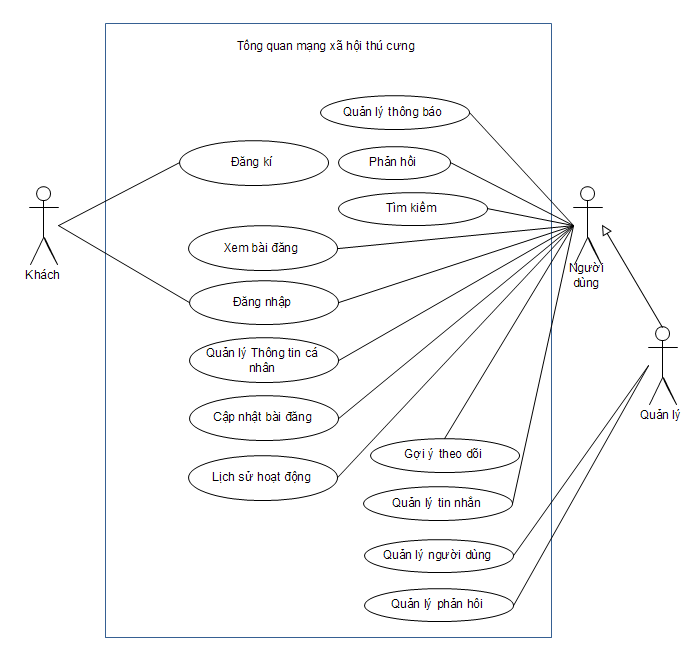 Tổng quan mạng xã hội thú cưng
Quản lý thông báo
Đăng kí
Phản hồi
Tìm kiếm
Xem bài đăng
Khách
Người
dùng
Đăng nhập
Quản lý Thông tin cá
nhân
Cập nhật bài đăng
Quản lý
Gợi ý theo dõi
Lịch sử hoạt động
Quản lý tin nhắn
Quản lý người dùng
Quản lý phản hồi